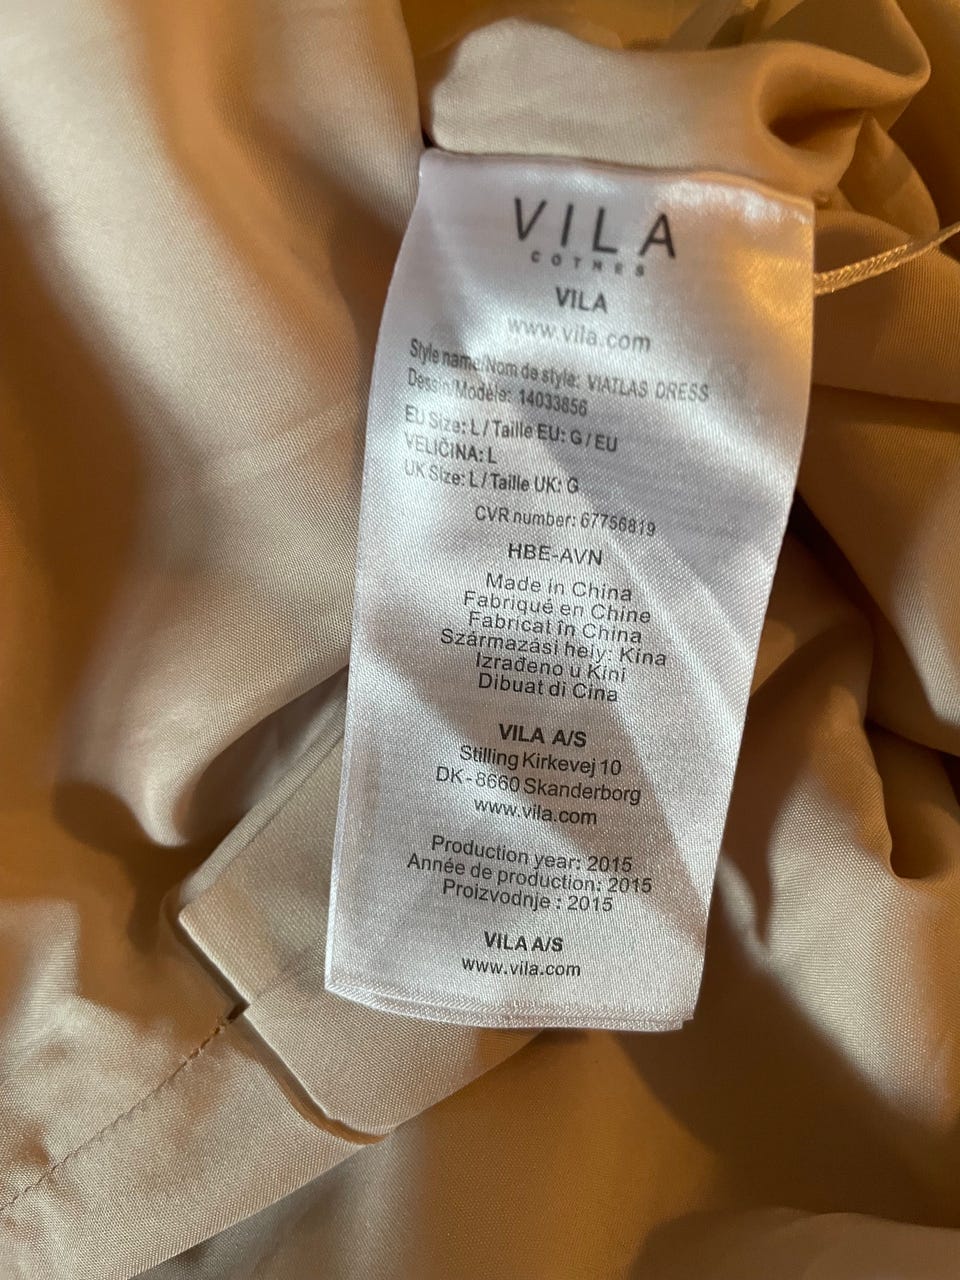 VILA
COTHES
VILA
www.vila.com
Style name/Nom de style: VIATLAS DRESS
Dessin/Modèle: 14033856
EU Size: L / Taille EU: G / EU
VELIČINA: L
UK Size: L / Taille UK: G
CVR number: 67756819
HBE-AVN
Made in China
Fabriqué en Chine
Fabricat în China
Származási hely: Kína
Izrađeno u Kini
Dibuat di Cina
VILA A/S
Stilling Kirkevej 10
DK-8660 Skanderborg
www.vila.com
Production year: 2015
Année de production: 2015
Proizvodnje : 2015
VILA A/S
www.vila.com